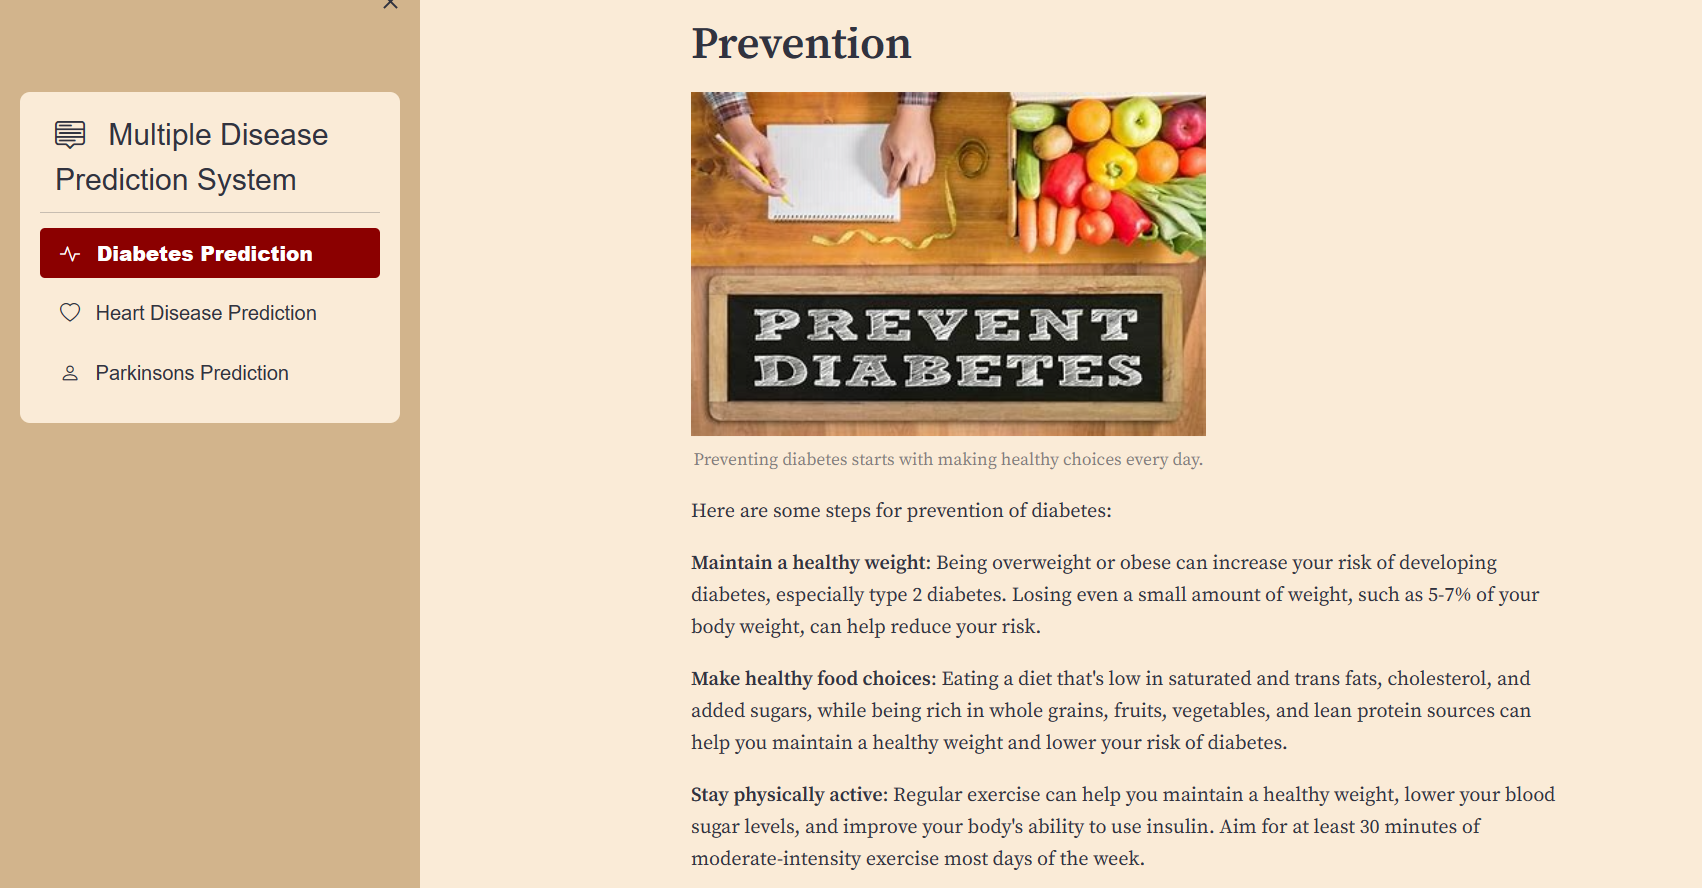 Multiple Disease
Prediction System
Diabetes Prediction
Heart Disease Prediction
Parkinsons Prediction
Prevention
PREVENT
DIABETES
Preventing diabetes starts with making healthy choices every day.
Here are some steps for prevention of diabetes:
Maintain a healthy weight: Being overweight or obese can increase your risk of developing
diabetes, especially type 2 diabetes. Losing even a small amount of weight, such as 5-7% of your
body weight, can help reduce your risk.
Make healthy food choices: Eating a diet that's low in saturated and trans fats, cholesterol, and
added sugars, while being rich in whole grains, fruits, vegetables, and lean protein sources can
help you maintain a healthy weight and lower your risk of diabetes.
Stay physically active: Regular exercise can help you maintain a healthy weight, lower your blood
sugar levels, and improve your body's ability to use insulin. Aim for at least 30 minutes of
moderate-intensity exercise most days of the week.